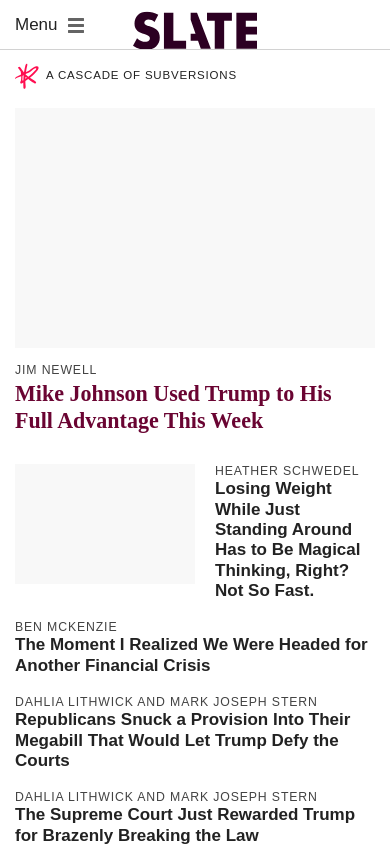 Menu
SLATE
A CASCADE OF SUBVERSIONS
JIM NEWELL
Mike Johnson Used Trump to His
Full Advantage This Week
HEATHER SCHWEDEL
Losing Weight
While Just
Standing Around
Has to Be Magical
Thinking, Right?
Not So Fast.
BEN MCKENZIE
The Moment I Realized We Were Headed for
Another Financial Crisis
DAHLIA LITHWICK AND MARK JOSEPH STERN
Republicans Snuck a Provision Into Their
Megabill That Would Let Trump Defy the
Courts
DAHLIA LITHWICK AND MARK JOSEPH STERN
The Supreme Court Just Rewarded Trump
for Brazenly Breaking the Law